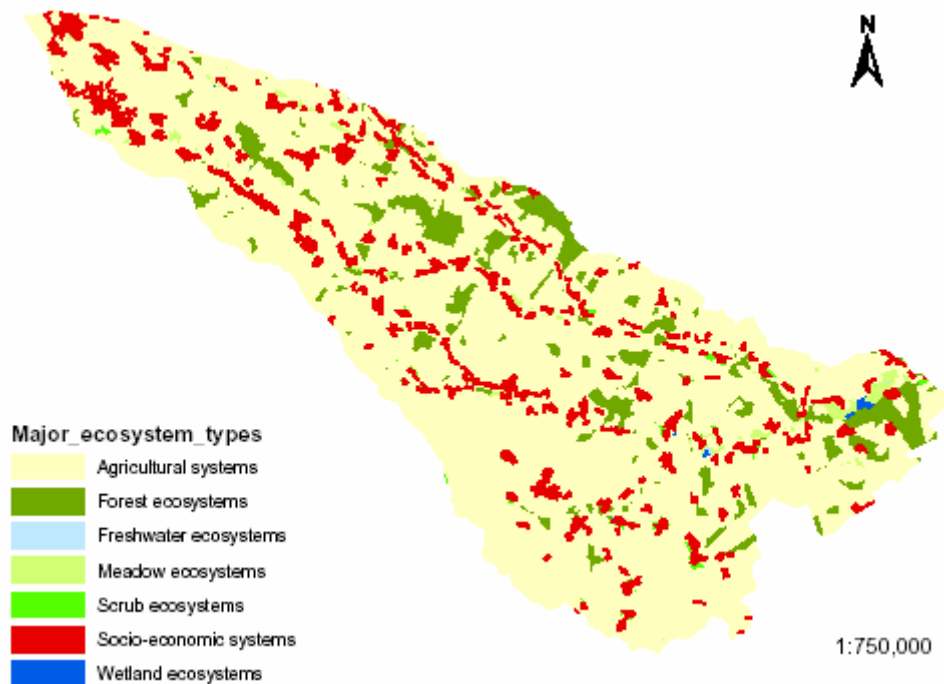 N
Major_ecosystem_types
Agricultural systems
Forest ecosystems
Freshwater ecosystems
Meadow ecosystems
Scrub ecosystems
Socio-economic systems
Wetland ecosystems
1:750,000